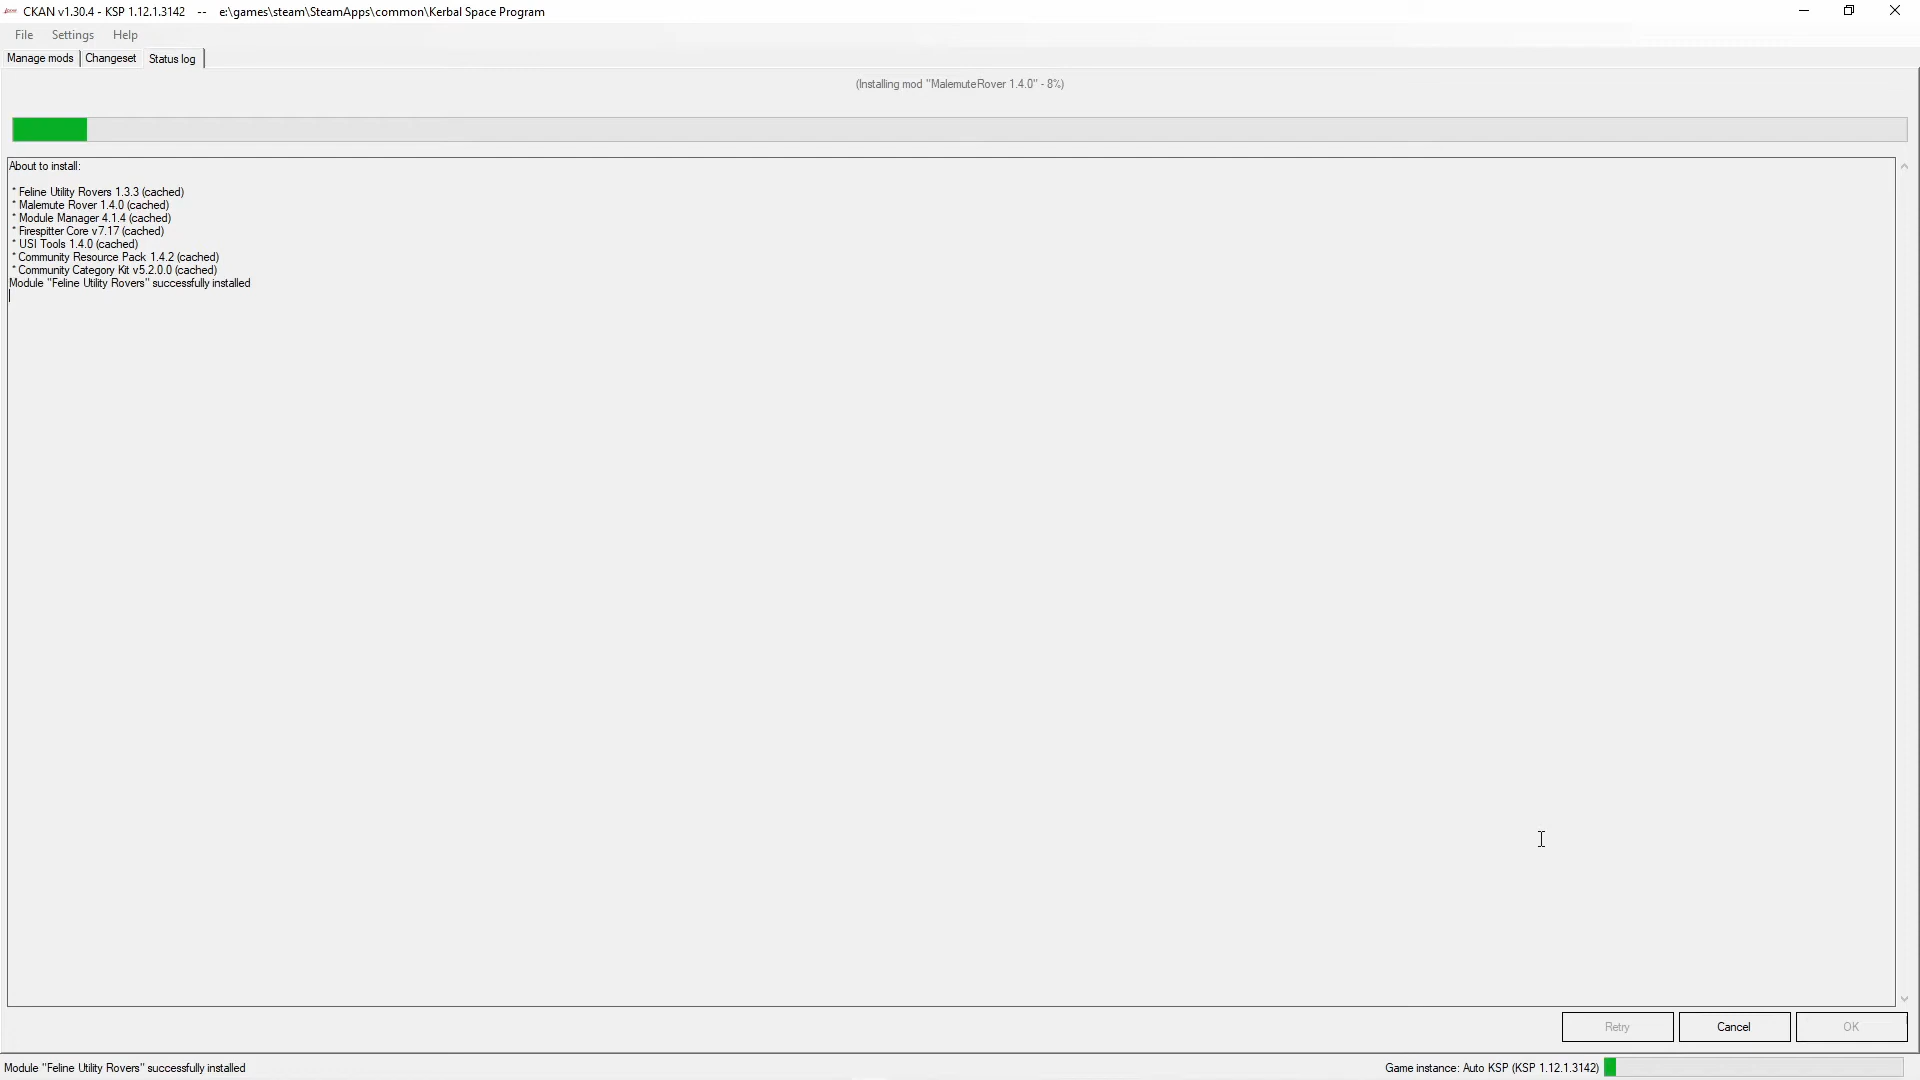 CKAN v1.30.4 - KSP 1.12.1.3142   --   e:\games\steam\SteamApps\common\Kerbal Space Program
File Settings Help
Manage mods Changeset Status log
(Installing mod "MalemuteRover 1.4.0" - 8%)
About to install:
* Feline Utility Rovers 1.3.3 (cached)
* Malemute Rover 1.4.0 (cached)
* Module Manager 4.1.4 (cached)
* Firespitter Core v7.17 (cached)
* USI Tools 1.4.0 (cached)
* Community Resource Pack 1.4.2 (cached)
* Community Category Kit v5.2.0.0 (cached)
Module "Feline Utility Rovers" successfully installed
Retry Cancel OK
Module "Feline Utility Rovers" successfully installed Game instance: Auto KSP (KSP 1.12.1.3142)